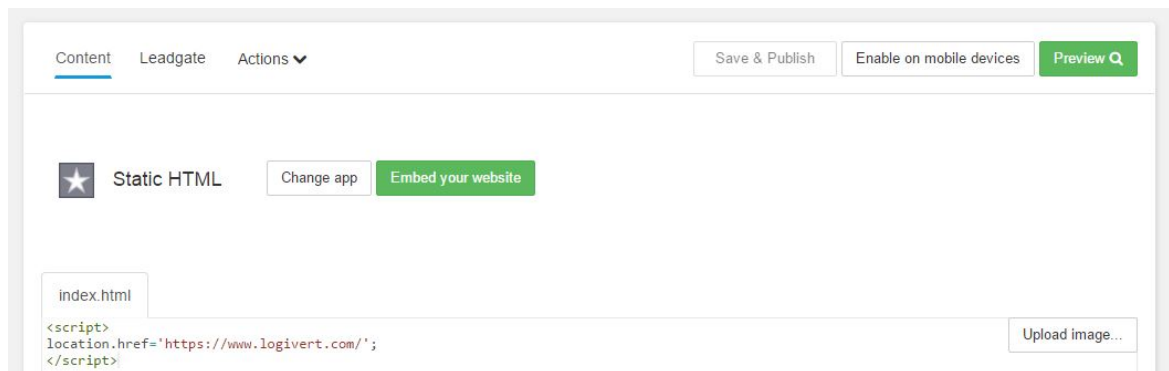 Content Leadgate Actions Save & Publish Enable on mobile devices Preview
Static HTML Change app Embed your website
index.html
<script>
location.href='https://www.logivert.com/'; Upload image...
</script>